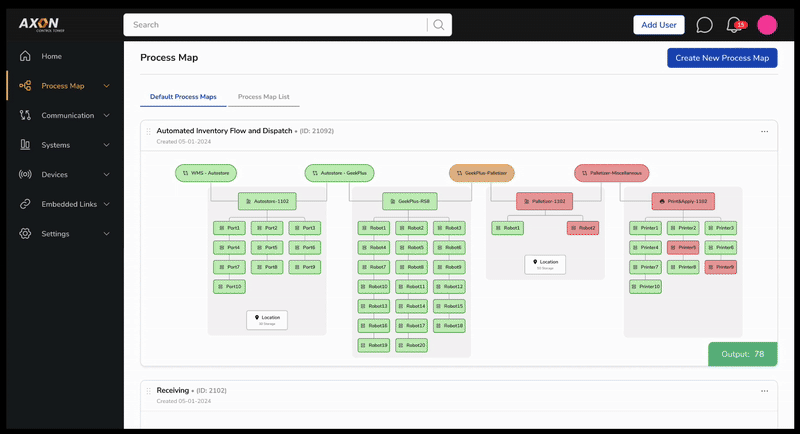 AXON
CONTROL TOWER
Search
Add User
15
Home
Process Map
Communication
Systems
Devices
Embedded Links
Settings
Process Map
Create New Process Map
Default Process Maps
Process Map List
Automated Inventory Flow and Dispatch • (ID: 21092)
Created 05-01-2024
WMS - Autostore
Autostore - GeekPlus
GeekPlus-Palletizer
Palletizer-Miscellaneous
Autostore-1102
GeekPlus-RS8
Palletizer-1102
Print&Apply-1102
Port1 Port2 Port3
Port4 Port5 Port6
Port7 Port8 Port9
Port10
Location
Robot1 Robot2 Robot3
Robot4 Robot5 Robot6
Robot7 Robot8 Robot9
Robot10 Robot11 Robot12
Robot13 Robot14 Robot15
Robot16 Robot17 Robot18
Robot19 Robot20
Robot1 Robot2
Location
Printer1 Printer2 Printer3
Printer4 Printer5 Printer6
Printer7 Printer8 Printer9
Printer10
Output: 78
Receiving • (ID: 2102)
Created 05-01-2024